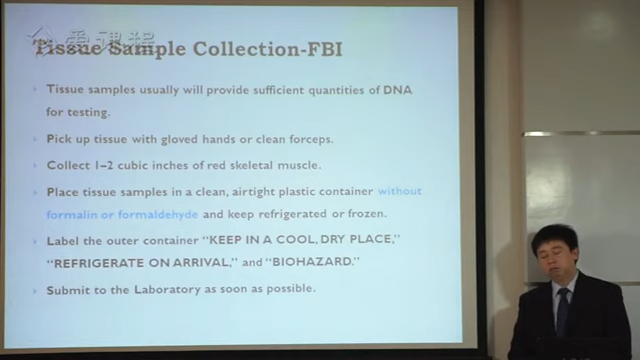 爱课程
Tissue Sample Collection-FBI
Tissue samples usually will provide sufficient quantities of DNA
for testing.
Pick up tissue with gloved hands or clean forceps.
Collect 1–2 cubic inches of red skeletal muscle.
Place tissue samples in a clean, airtight plastic container without
formalin or formaldehyde and keep refrigerated or frozen.
Label the outer container “KEEP IN A COOL, DRY PLACE,”
“REFRIGERATE ON ARRIVAL,” and “BIOHAZARD.”
Submit to the Laboratory as soon as possible.